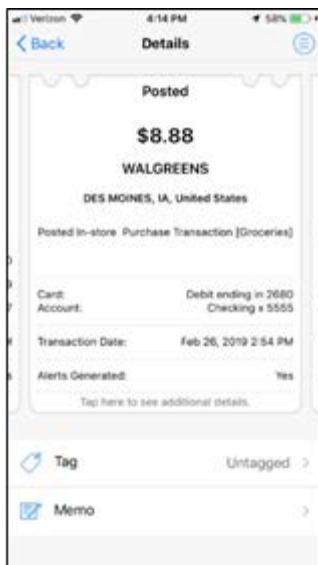 Verizon 4:14 PM 58%
Back Details
Posted
$8.88
WALGREENS
DES MOINES, IA, United States
Posted In-store Purchase Transaction [Groceries]
Card: Debit ending in 2680
Account: Checking x 5555
Transaction Date: Feb 26, 2019 2:54 PM
Alerts Generated: Yes
Tap here to see additional details.
Tag Untagged
Memo